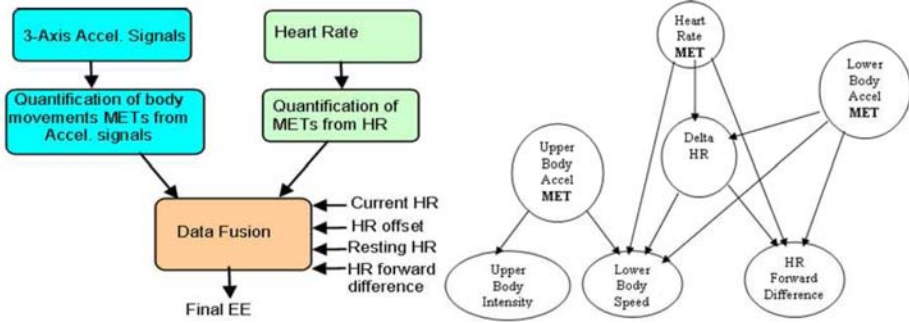 3-Axis Accel. Signals
Heart Rate
Quantification of body
movements METs from
Accel. signals
Quantification of
METs from HR
Data Fusion
Current HR
HR offset
Resting HR
HR forward
difference
Final EE
Heart
Rate
MET
Lower
Body
Accel
MET
Delta
HR
Upper
Body
Accel
MET
Upper
Body
Intensity
Lower
Body
Speed
HR
Forward
Difference